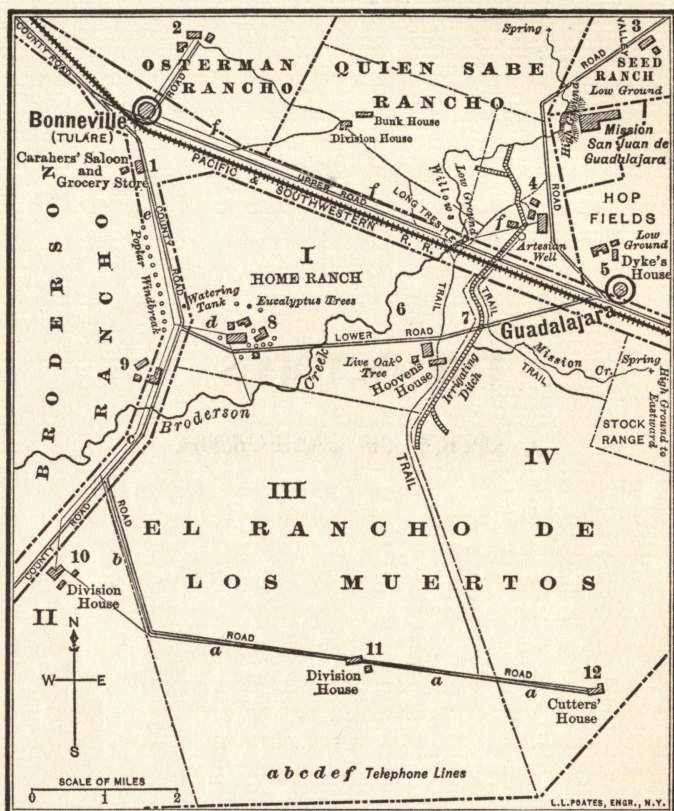 COUNTY ROAD
2
OSTERMAN
RANCHO
ROAD
QUIEN SABE
RANCHO
Spring
VALLEY
ROAD
3
SEED
RANCH
Low Ground
High Ground
Mission
San Juan de
Guadalajara
Bonneville
(TULARE)
f
Bunk House
Division House
Carahers' Saloon
and Grocery Store
1
PACIFIC & SOUTHWESTERN R. R.
UPPER ROAD
f
LONG TRESTLE
Willows
Low Ground
4
f
ROAD
Artesian
Well
HOP
FIELDS
Low
Ground
5
Dyke's
House
BRODERSON
RANCHO
e
Poplar Windbreak
COUNTY
ROAD
I
HOME RANCH
Watering
Tank
Eucalyptus Trees
d
8
6
LOWER ROAD
TRAIL
TRAIL
7
Guadalajara
Live Oak
Tree
Hoovens
House
Irrigating
Ditch
Mission Cr.
TRAIL
Spring
High Ground to
Eastward
STOCK
RANGE
9
Broderson Creek
c
COUNTY ROAD
TRAIL
IV
III
EL RANCHO DE
LOS MUERTOS
ROAD
b
10
Division
House
II
N
W E
S
ROAD
a
11
Division
House
a
ROAD
a
12
Cutters'
House
a b c d e f Telephone Lines
SCALE OF MILES
0 1 2
L.L.POATES, ENGR., N.Y.